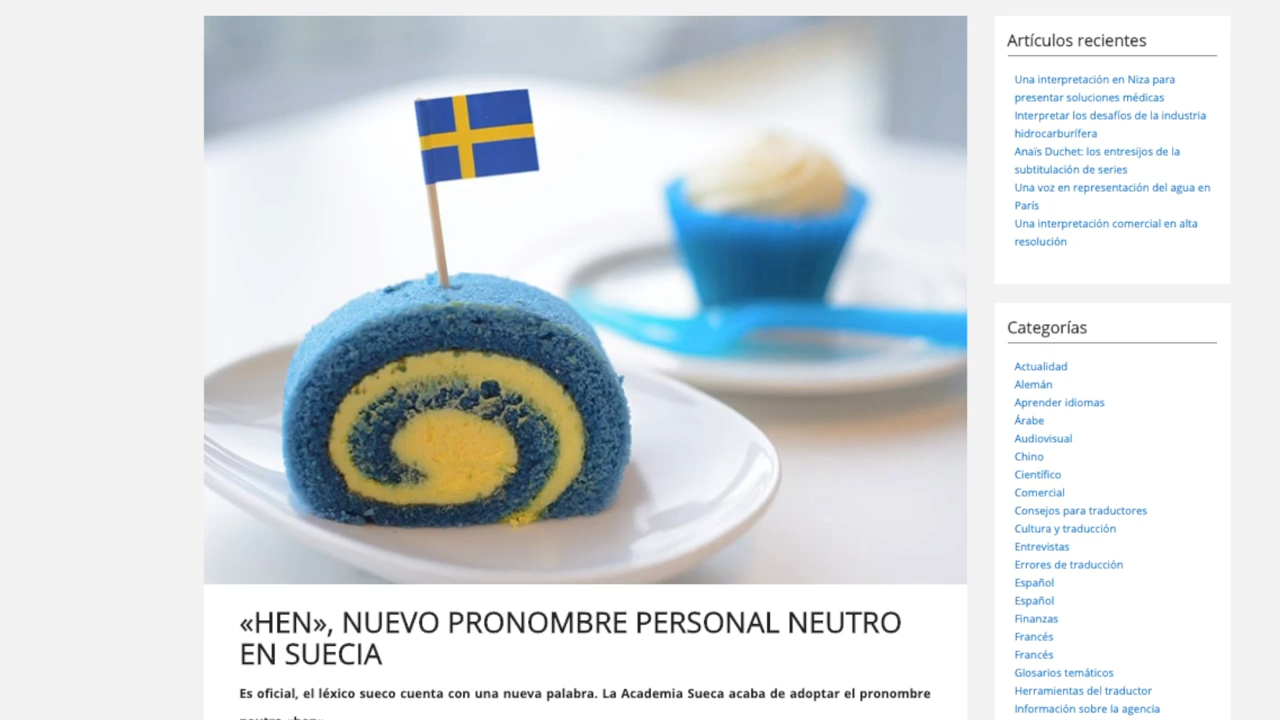 «HEN», NUEVO PRONOMBRE PERSONAL NEUTRO
EN SUECIA
Es oficial, el léxico sueco cuenta con una nueva palabra. La Academia Sueca acaba de adoptar el pronombre
neutro «hen».
Artículos recientes
Una interpretación en Niza para
presentar soluciones médicas
Interpretar los desafíos de la industria
hidrocarburífera
Anaïs Duchet: los entresijos de la
subtitulación de series
Una voz en representación del agua en
París
Una interpretación comercial en alta
resolución
Categorías
Actualidad
Alemán
Aprender idiomas
Árabe
Audiovisual
Chino
Científico
Comercial
Consejos para traductores
Cultura y traducción
Entrevistas
Errores de traducción
Español
Español
Finanzas
Francés
Francés
Glosarios temáticos
Herramientas del traductor
Información sobre la agencia